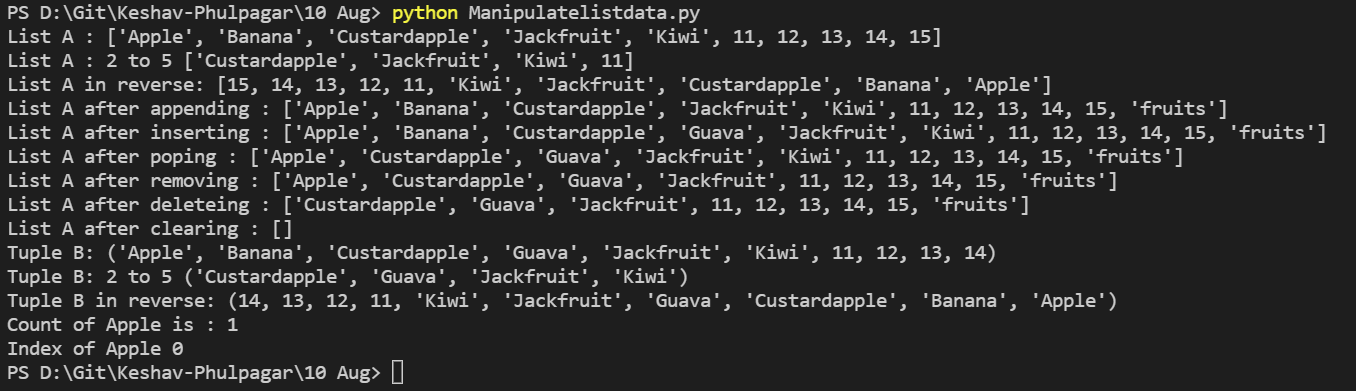 PS D:\Git\Keshav-Phulpagar\10 Aug> python Manipulatelistdata.py
List A : ['Apple', 'Banana', 'Custardapple', 'Jackfruit', 'Kiwi', 11, 12, 13, 14, 15]
List A : 2 to 5 ['Custardapple', 'Jackfruit', 'Kiwi', 11]
List A in reverse: [15, 14, 13, 12, 11, 'Kiwi', 'Jackfruit', 'Custardapple', 'Banana', 'Apple']
List A after appending : ['Apple', 'Banana', 'Custardapple', 'Jackfruit', 'Kiwi', 11, 12, 13, 14, 15, 'fruits']
List A after inserting : ['Apple', 'Banana', 'Custardapple', 'Guava', 'Jackfruit', 'Kiwi', 11, 12, 13, 14, 15, 'fruits']
List A after poping : ['Apple', 'Custardapple', 'Guava', 'Jackfruit', 'Kiwi', 11, 12, 13, 14, 15, 'fruits']
List A after removing : ['Apple', 'Custardapple', 'Guava', 'Jackfruit', 11, 12, 13, 14, 15, 'fruits']
List A after deleteing : ['Custardapple', 'Guava', 'Jackfruit', 11, 12, 13, 14, 15, 'fruits']
List A after clearing : []
Tuple B: ('Apple', 'Banana', 'Custardapple', 'Guava', 'Jackfruit', 'Kiwi', 11, 12, 13, 14)
Tuple B: 2 to 5 ('Custardapple', 'Guava', 'Jackfruit', 'Kiwi')
Tuple B in reverse: (14, 13, 12, 11, 'Kiwi', 'Jackfruit', 'Guava', 'Custardapple', 'Banana', 'Apple')
Count of Apple is : 1
Index of Apple 0
PS D:\Git\Keshav-Phulpagar\10 Aug>